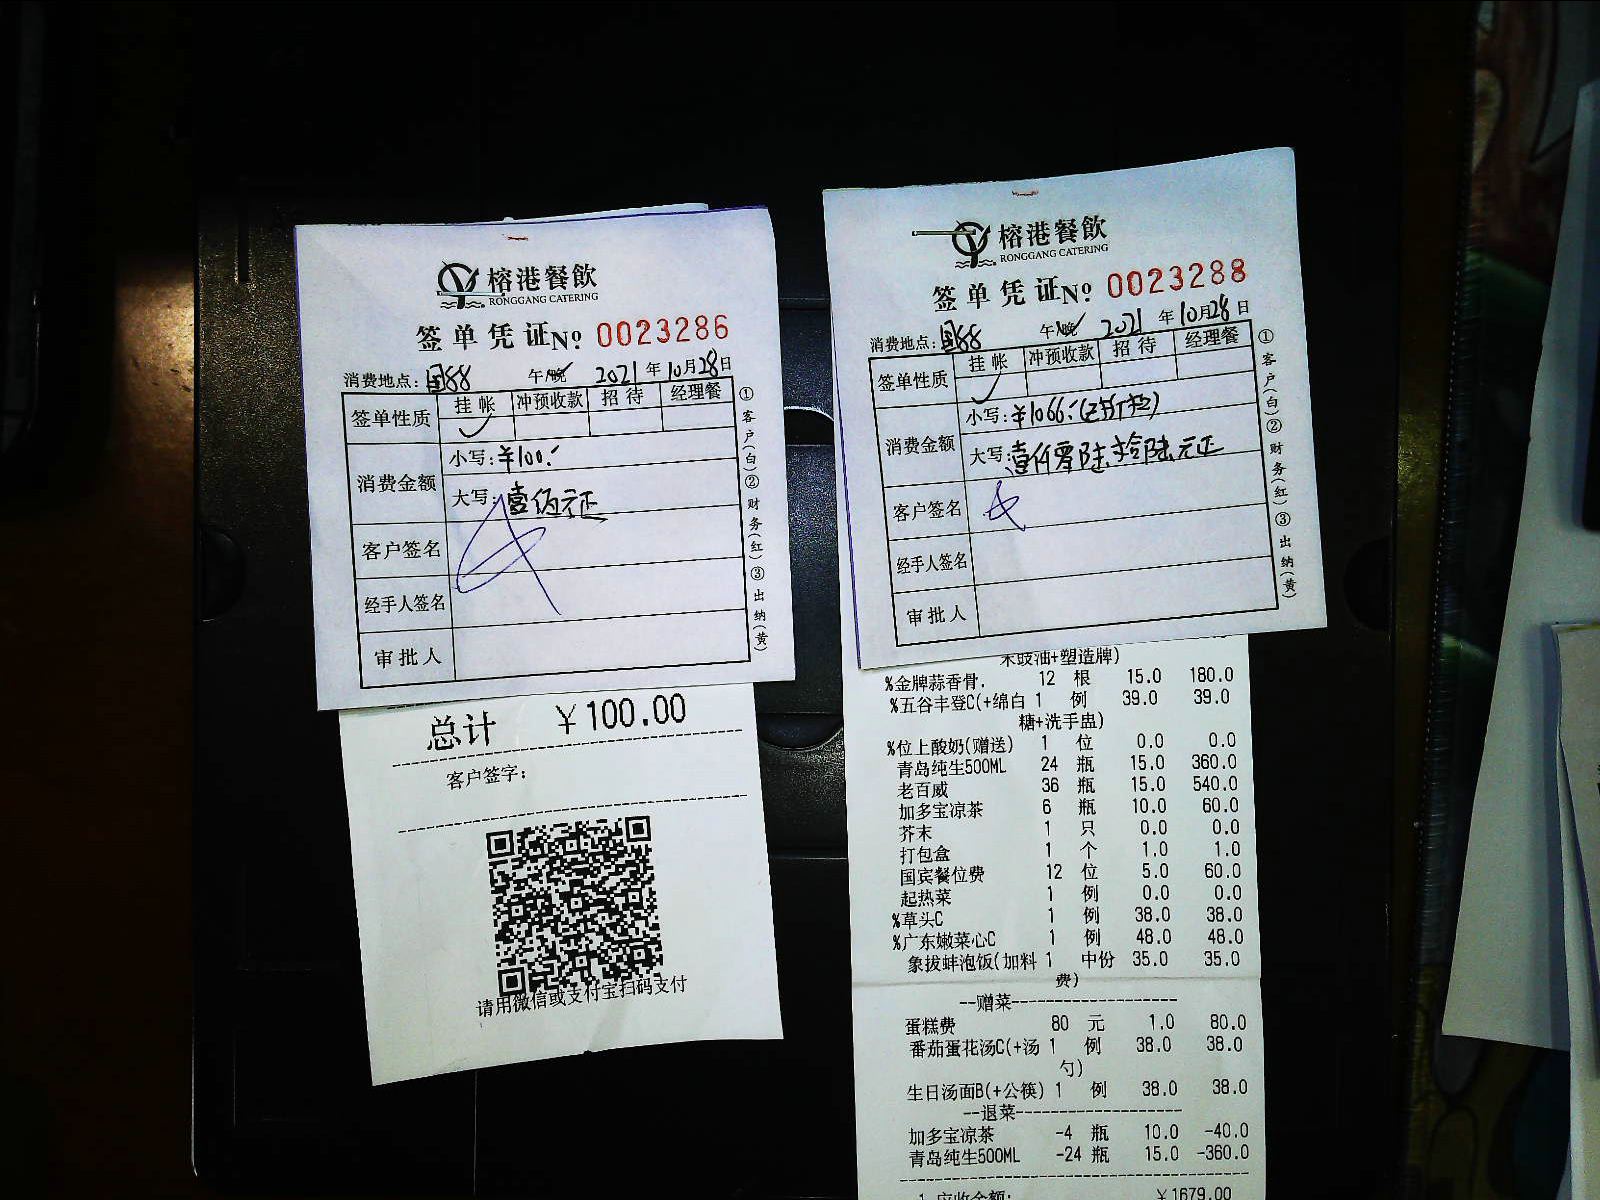 榕港餐飲
RONGGANG CATERING
签单凭证No 0023286
消费地点: 国88 午/晚 2021 年 10月28日
签单性质 挂帐 冲预收款 招待 经理餐
消费金额 小写: ¥100.-
大写: 壹佰元正
客户签名
经手人签名
审批人
①客户(白)②财务(红)③出纳(黄)
总计 ¥100.00
客户签字:
请用微信或支付宝扫码支付
榕港餐飲
RONGGANG CATERING
签单凭证No 0023288
消费地点: 国88 午/晚 2021 年 10月28日
签单性质 挂帐 冲预收款 招待 经理餐
消费金额 小写: ¥1066.-(已折)
大写: 壹仟零陆拾陆元正
客户签名
经手人签名
审批人
①客户(白)②财务(红)③出纳(黄)
豉油+塑造牌)
%金牌蒜香骨. 12 根 15.0 180.0
%五谷丰登C(+绵白 1 例 39.0 39.0
糖+洗手盅)
%位上酸奶(赠送) 1 位 0.0 0.0
青岛纯生500ML 24 瓶 15.0 360.0
老百威 36 瓶 15.0 540.0
加多宝凉茶 6 瓶 10.0 60.0
芥末 1 只 0.0 0.0
打包盒 1 个 1.0 1.0
国宾餐位费 12 位 5.0 60.0
起热菜 1 例 0.0 0.0
%草头C 1 例 38.0 38.0
%广东嫩菜心C 1 例 48.0 48.0
象拔蚌泡饭(加料 1 中份 35.0 35.0
费)
--赠菜--------------------
蛋糕费 80 元 1.0 80.0
番茄蛋花汤C(+汤 1 例 38.0 38.0
勺)
生日汤面B(+公筷) 1 例 38.0 38.0
--退菜--------------------
加多宝凉茶 -4 瓶 10.0 -40.0
青岛纯生500ML -24 瓶 15.0 -360.0
应收金额: ¥1679.00